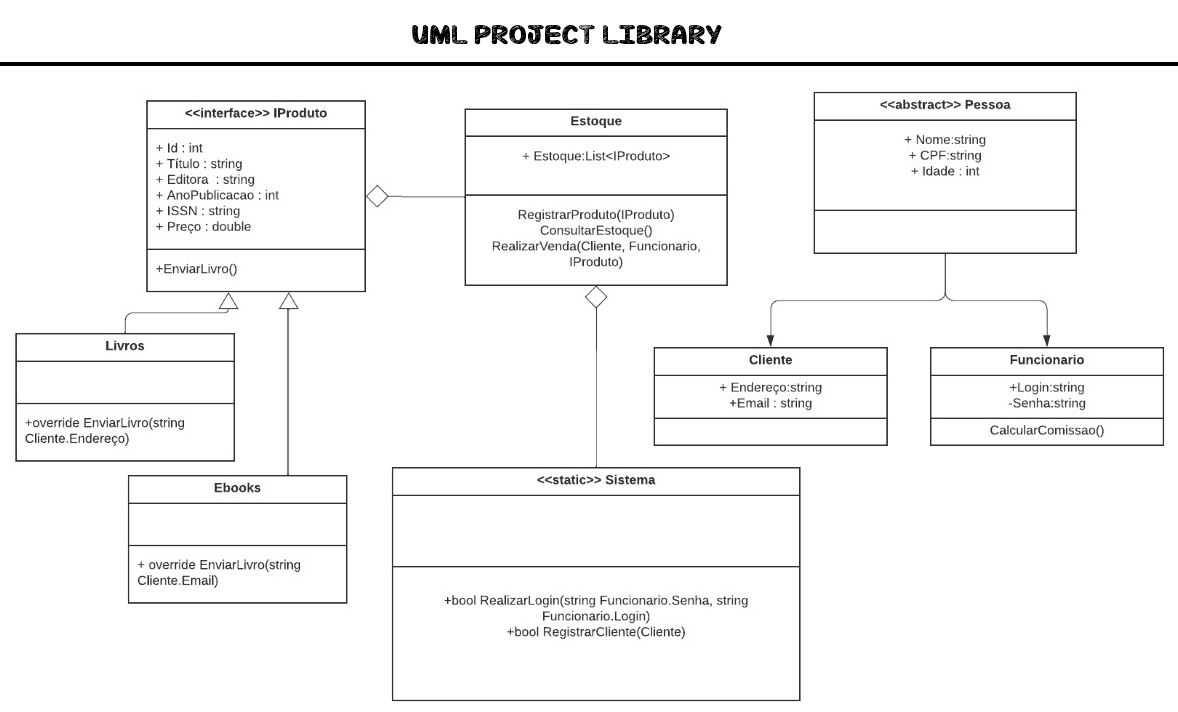 UML PROJECT LIBRARY
<<interface>> IProduto
+ Id : int
+ Título : string
+ Editora  : string
+ AnoPublicacao : int
+ ISSN : string
+ Preço : double
+EnviarLivro()
Estoque
+ Estoque:List<IProduto>
RegistrarProduto(IProduto)
ConsultarEstoque()
RealizarVenda(Cliente, Funcionario,
IProduto)
<<abstract>> Pessoa
+ Nome:string
+ CPF:string
+ Idade : int
Livros
+override EnviarLivro(string
Cliente.Endereço)
Ebooks
+ override EnviarLivro(string
Cliente.Email)
Cliente
+ Endereço:string
+Email : string
Funcionario
+Login:string
-Senha:string
CalcularComissao()
<<static>> Sistema
+bool RealizarLogin(string Funcionario.Senha, string
Funcionario.Login)
+bool RegistrarCliente(Cliente)